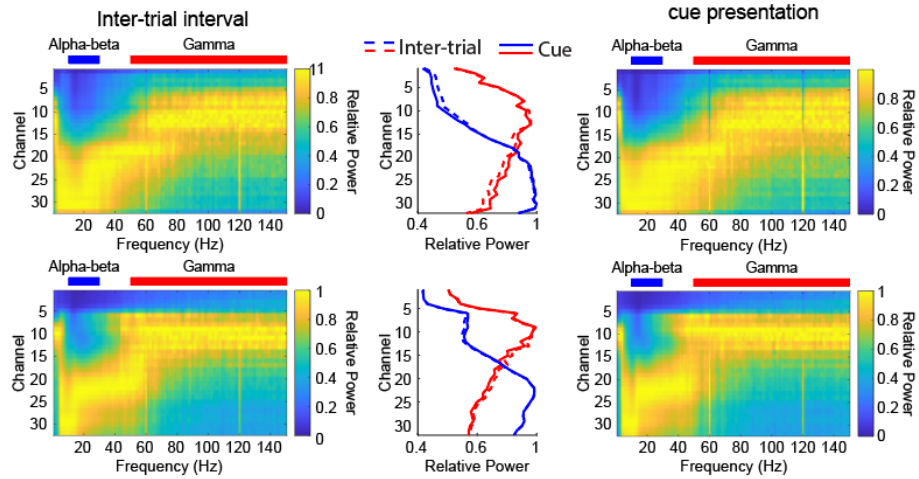 Inter-trial interval
cue presentation
Alpha-beta
Gamma
Inter-trial
Cue
Alpha-beta
Gamma
Channel
5
10
15
20
25
30
20
40
60
80
100
120
140
Frequency (Hz)
11
0.8
0.6
0.4
0.2
0
Relative Power
Channel
5
10
15
20
25
30
0.4
0.6
1
Relative Power
Channel
5
10
15
20
25
30
20
40
60
80 100 120 140
Frequency (Hz)
0.8
0.6
0.4
0.2
0
Relative Power
Alpha-beta
Gamma
Alpha-beta
Gamma
Channel
5
10
15
20
25
30
20
40
60
80
100
120
140
Frequency (Hz)
1
0.8
0.6
0.4
0.2
0
Relative Power
Channel
5
10
15
20
25
30
0.4
0.6
1
Relative Power
Channel
5
10
15
20
25
30
20
40
60
80 100 120 140
Frequency (Hz)
1
0.8
0.6
0.4
0.2
0
Relative Power